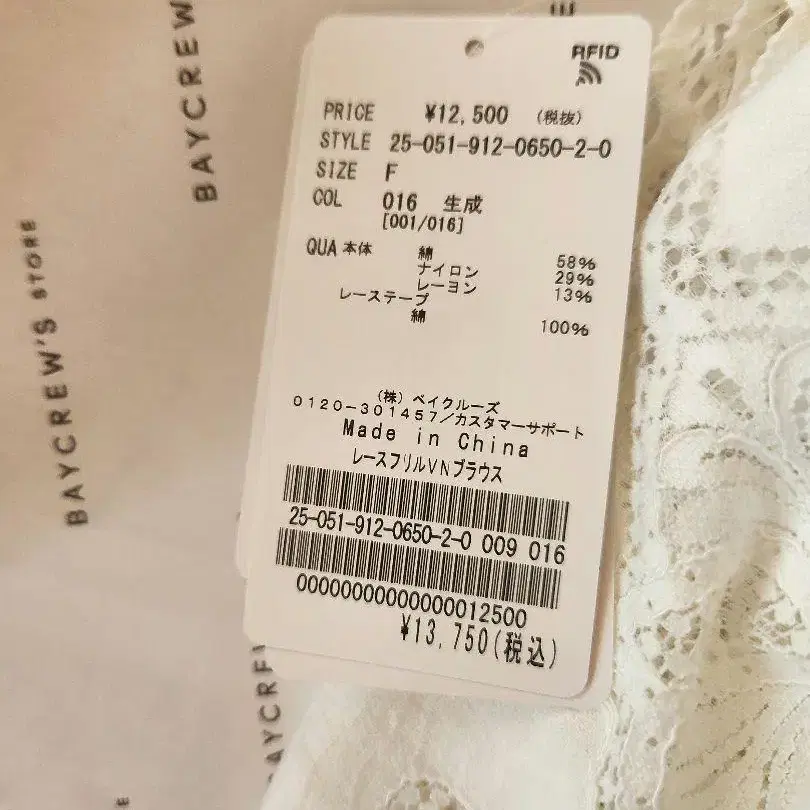 BAYCREW
BAYCREW'S STORE
BAYCRE
RFID
PRICE ¥12,500 (税抜)
STYLE 25-051-912-0650-2-0
SIZE F
COL 016 生成
[001/016]
QUA 本体 綿 58%
ナイロン 29%
レーヨン 13%
レーステープ
綿 100%
(株) ベイクルーズ
0120-301457/カスタマーサポート
Made in China
レースフリルVNブラウス
25-051-912-0650-2-0 009 016
00000000000000012500
¥13,750(税込)